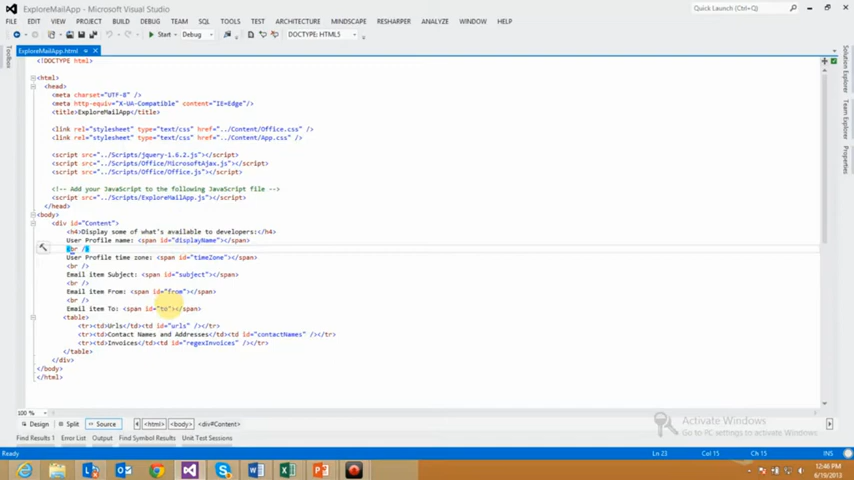 ExploreMailApp - Microsoft Visual Studio
Quick Launch (Ctrl+Q)
FILE EDIT VIEW PROJECT BUILD DEBUG TEAM SQL TOOLS TEST ARCHITECTURE MINDSCAPE RESHARPER ANALYZE WINDOW HELP
Start Debug DOCTYPE: HTML5
ExploreMailApp.html
Toolbox
Solution Explorer
Team Explorer
Properties
<!DOCTYPE html>
<html>
<head>
<meta charset="UTF-8" />
<meta http-equiv="X-UA-Compatible" content="IE=Edge"/>
<title>ExploreMailApp</title>
<link rel="stylesheet" type="text/css" href="../Content/Office.css" />
<link rel="stylesheet" type="text/css" href="../Content/App.css" />
<script src="../Scripts/jquery-1.6.2.js"></script>
<script src="../Scripts/Office/MicrosoftAjax.js"></script>
<script src="../Scripts/Office/Office.js"></script>
<!-- Add your JavaScript to the following JavaScript file -->
<script src="../Scripts/ExploreMailApp.js"></script>
</head>
<body>
<div id="Content">
<h4>Display some of what's available to developers:</h4>
User Profile name: <span id="displayName"></span>
<br />
User Profile time zone: <span id="timeZone"></span>
<br />
Email item Subject: <span id="subject"></span>
<br />
Email item From: <span id="from"></span>
<br />
Email item To: <span id="to"></span>
<table>
<tr><td>Urls</td><td id="urls" /></tr>
<tr><td>Contact Names and Addresses</td><td id="contactNames" /></tr>
<tr><td>Invoices</td><td id="regexInvoices" /></tr>
</table>
</div>
</body>
</html>
100 %
Activate Windows
Go to PC settings to activate Windows.
Design Split Source <html> <body> <div#Content>
Find Results 1 Error List Output Find Symbol Results Unit Test Sessions
Ready Ln 23 Col 15 Ch 15 INS
12:46 PM
6/19/2013